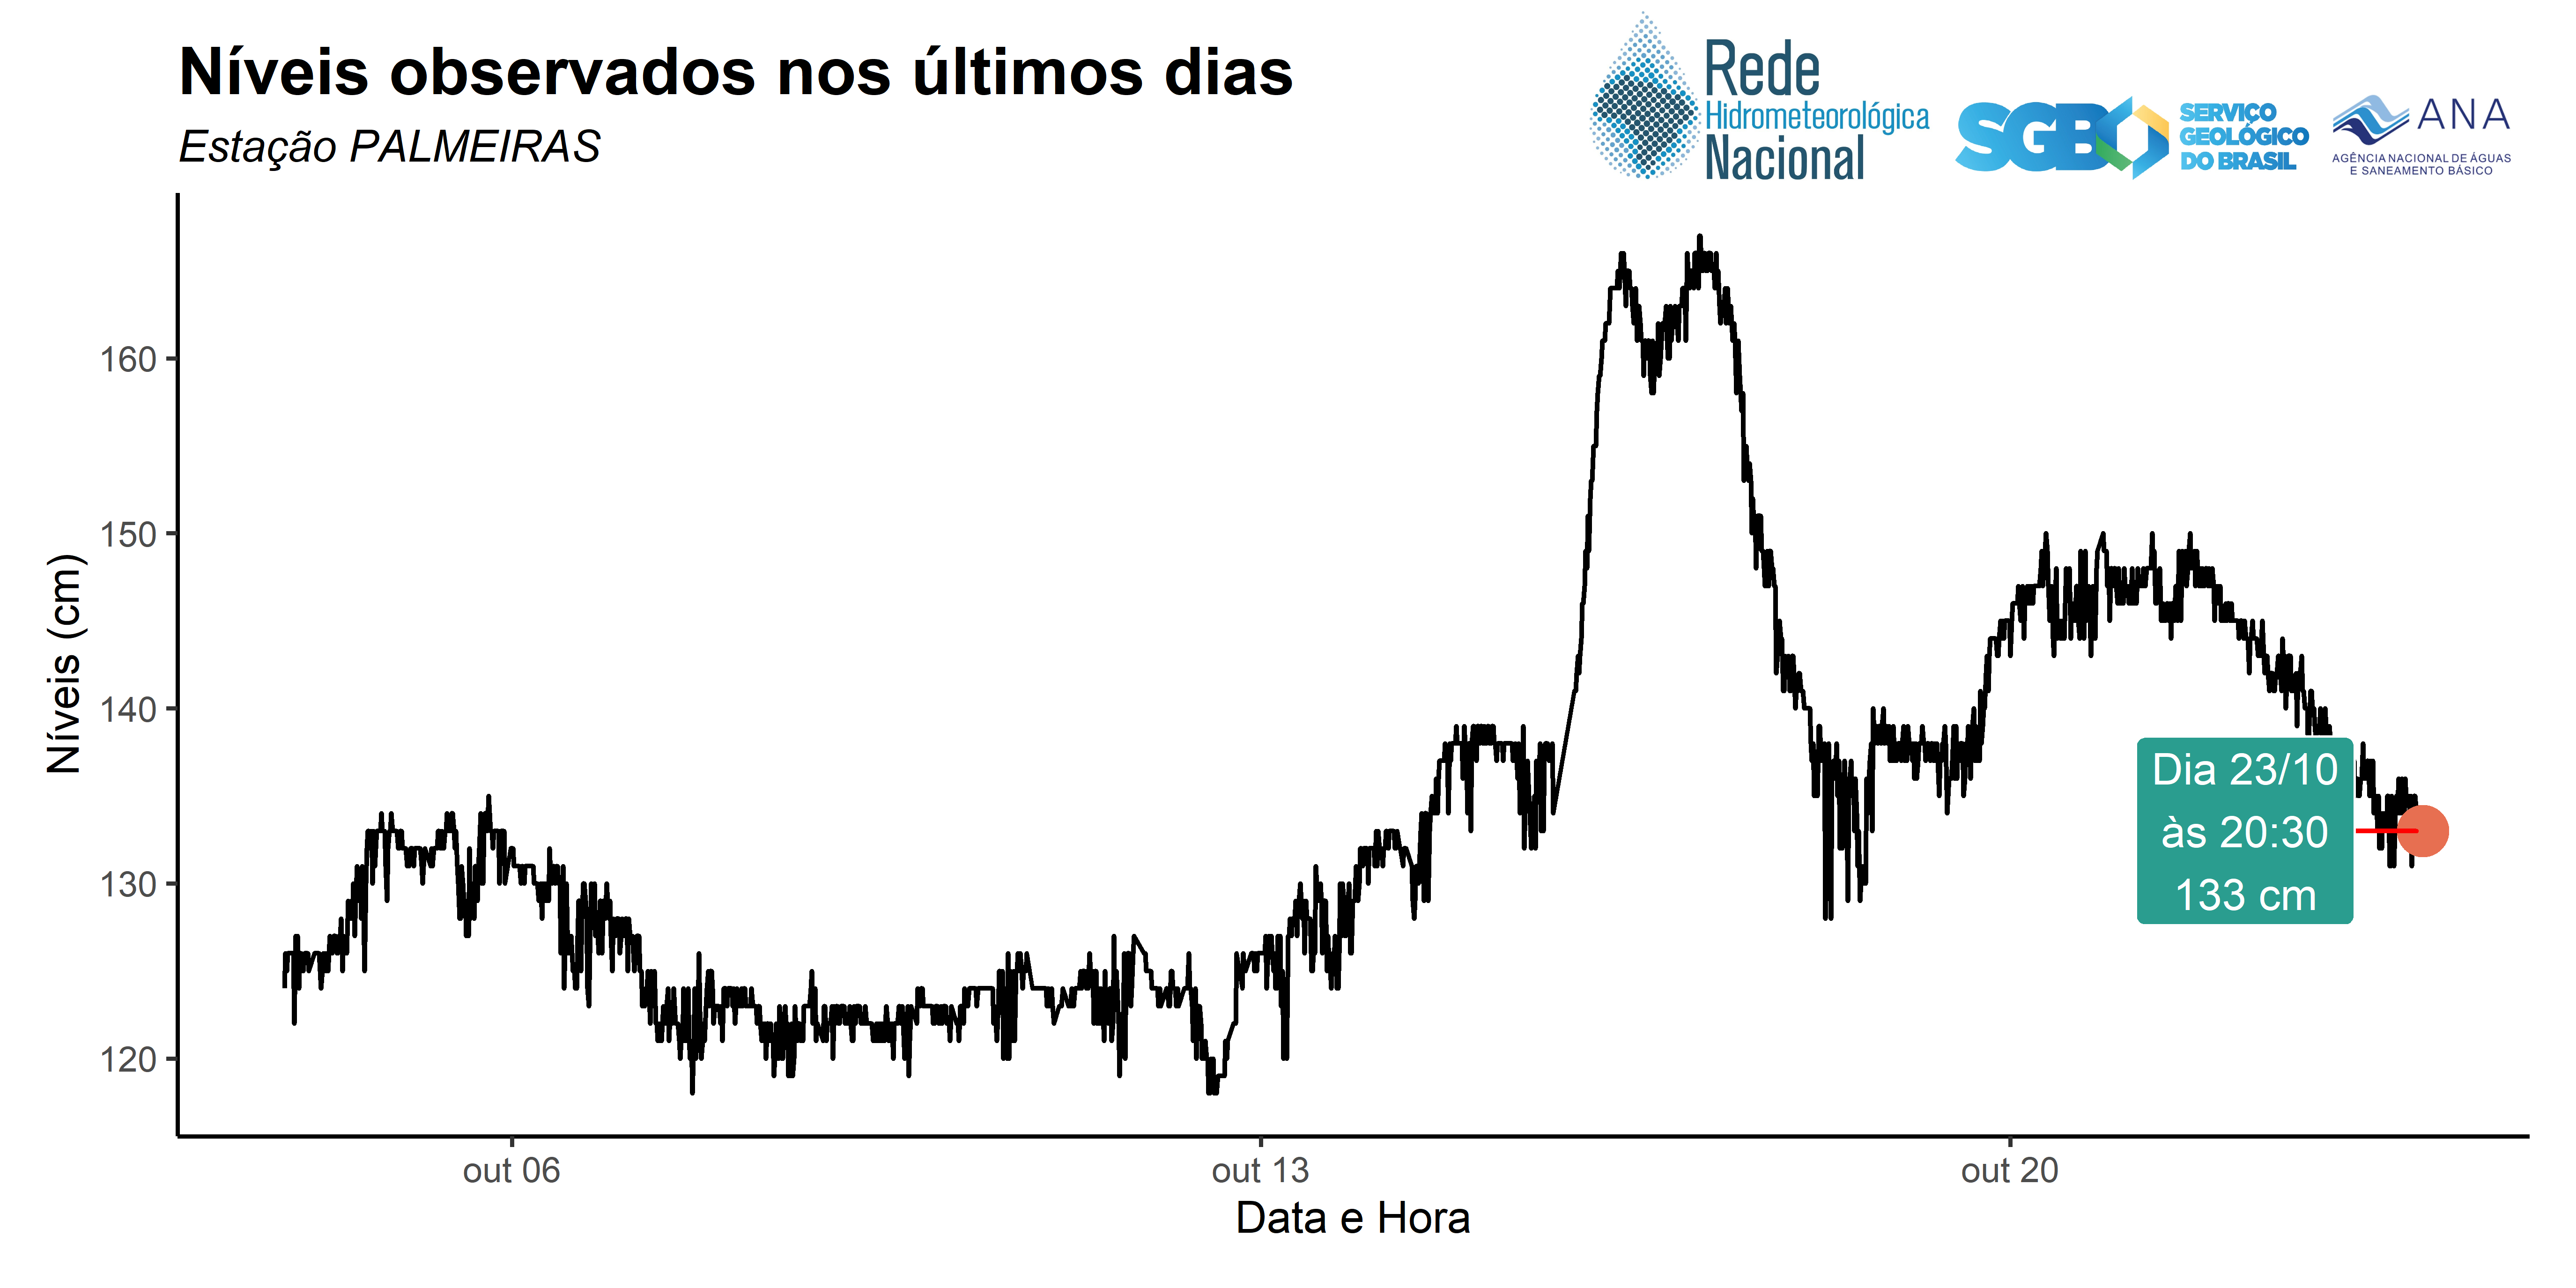 Níveis observados nos últimos dias
Estação PALMEIRAS
Rede
Hidrometeorológica
Nacional
SGB
SERVIÇO
GEOLÓGICO
DO BRASIL
ANA
AGÊNCIA NACIONAL DE ÁGUAS
E SANEAMENTO BÁSICO
Níveis (cm)
160
150
140
130
120
Dia 23/10
às 20:30
133 cm
out 06
out 13
out 20
Data e Hora